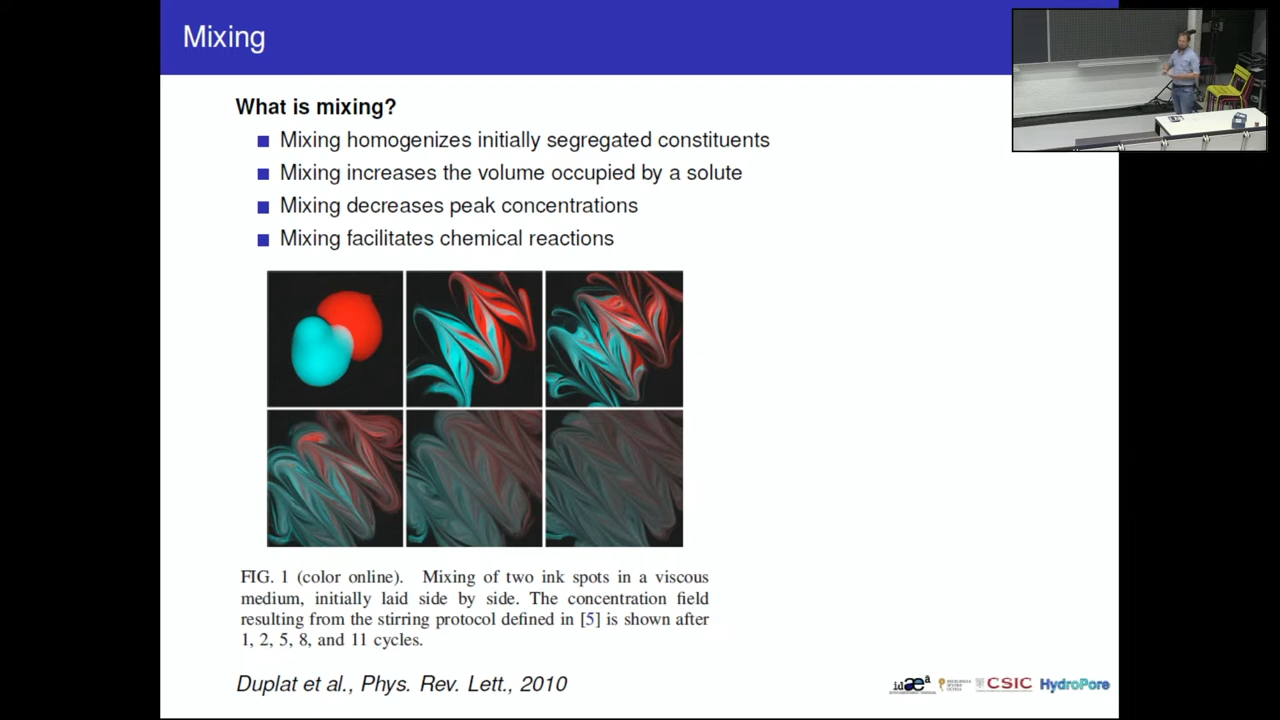 Mixing
What is mixing?
Mixing homogenizes initially segregated constituents
Mixing increases the volume occupied by a solute
Mixing decreases peak concentrations
Mixing facilitates chemical reactions
FIG. 1 (color online). Mixing of two ink spots in a viscous
medium, initially laid side by side. The concentration field
resulting from the stirring protocol defined in [5] is shown after
1, 2, 5, 8, and 11 cycles.
Duplat et al., Phys. Rev. Lett., 2010
idæa
CSIC
HydroPore